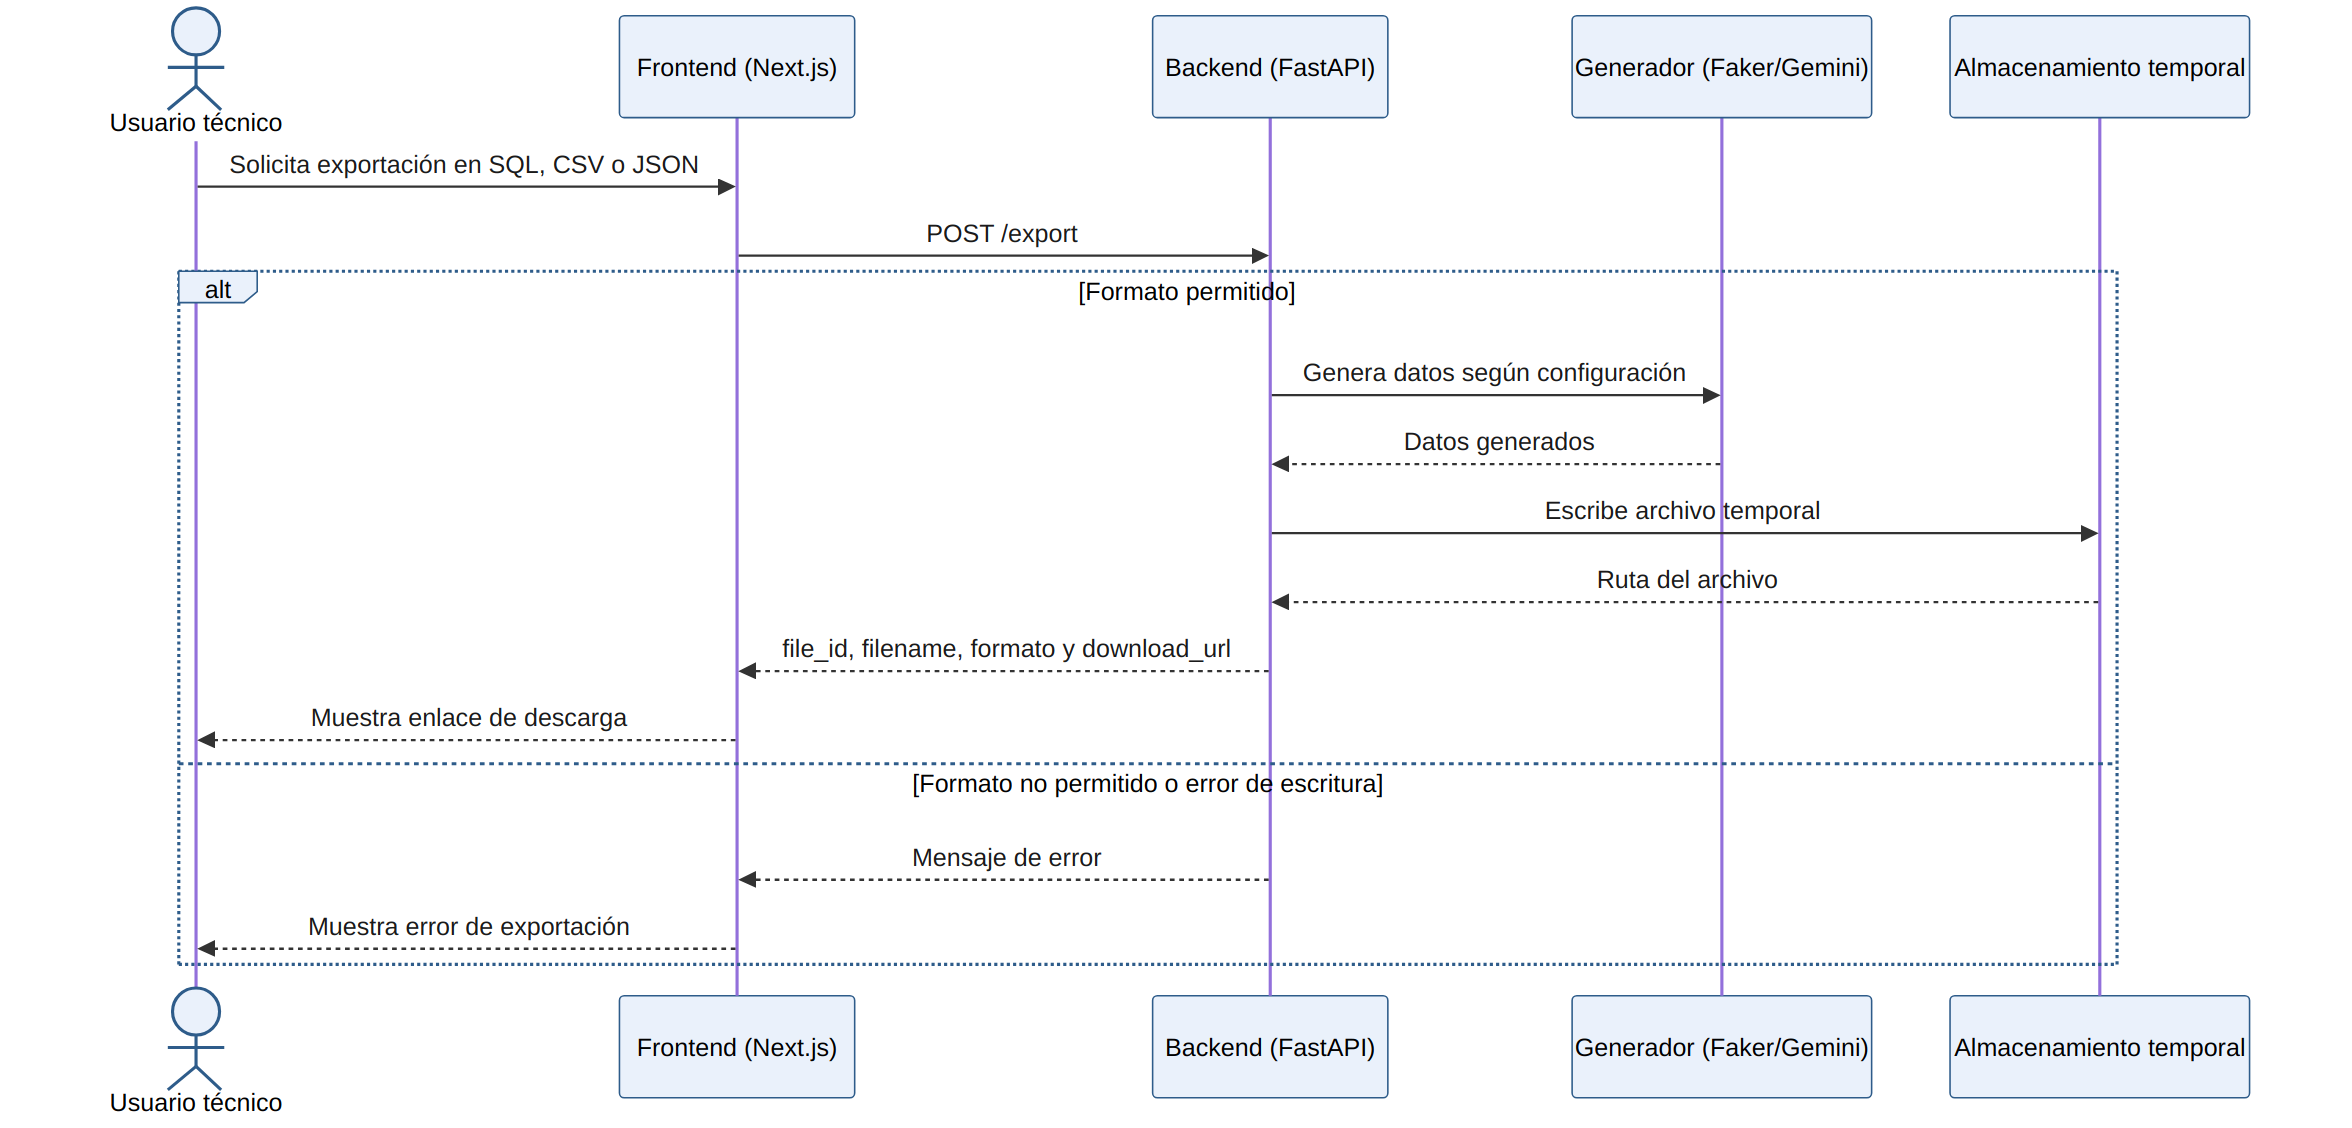 Usuario técnico
Frontend (Next.js)
Backend (FastAPI)
Generador (Faker/Gemini)
Almacenamiento temporal
Solicita exportación en SQL, CSV o JSON
POST /export
alt
[Formato permitido]
Genera datos según configuración
Datos generados
Escribe archivo temporal
Ruta del archivo
file_id, filename, formato y download_url
Muestra enlace de descarga
[Formato no permitido o error de escritura]
Mensaje de error
Muestra error de exportación
Usuario técnico
Frontend (Next.js)
Backend (FastAPI)
Generador (Faker/Gemini)
Almacenamiento temporal